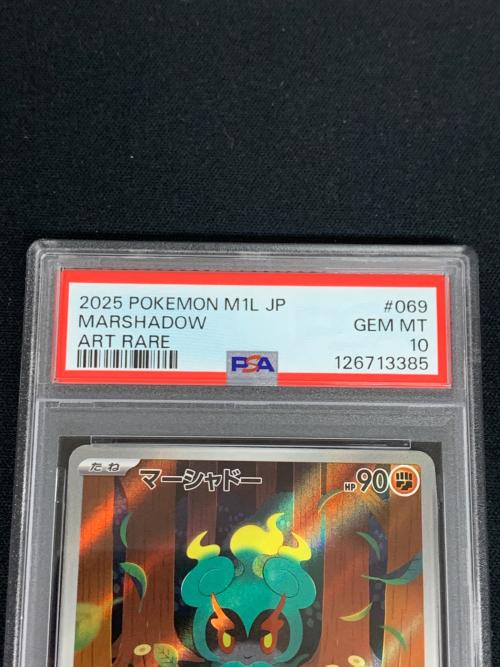 2025 POKEMON M1L JP #069
MARSHADOW GEM MT
ART RARE 10
PSA 126713385
たね マーシャドー HP 90